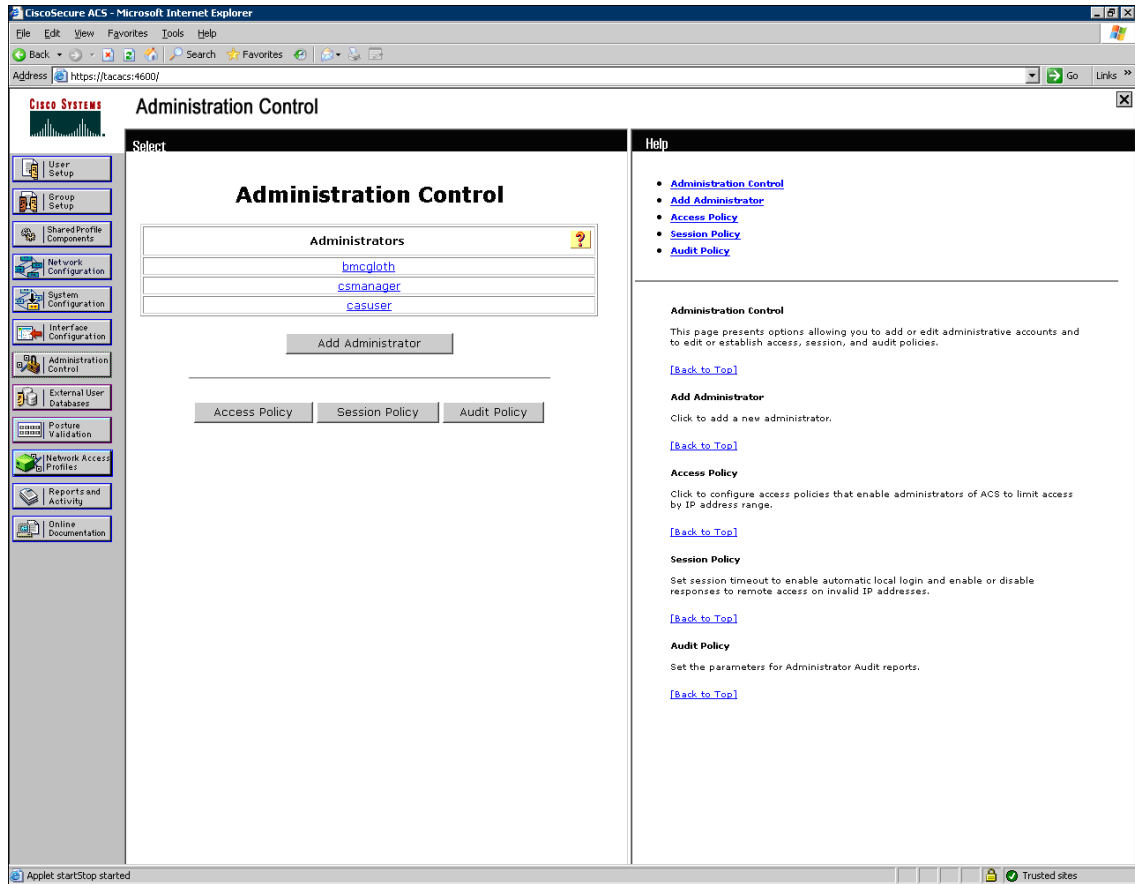 CiscoSecure ACS - Microsoft Internet Explorer
File Edit View Favorites Tools Help
Back Search Favorites
Address https://tacacs:4600/ Go Links »
CISCO SYSTEMS
Administration Control
Select
User Setup
Group Setup
Shared Profile Components
Network Configuration
System Configuration
Interface Configuration
Administration Control
External User Databases
Posture Validation
Network Access Profiles
Reports and Activity
Online Documentation
Administration Control
Administrators ?
bmcgloth
csmanager
casuser
Add Administrator
Access Policy Session Policy Audit Policy
Help
• Administration Control
• Add Administrator
• Access Policy
• Session Policy
• Audit Policy
Administration Control
This page presents options allowing you to add or edit administrative accounts and
to edit or establish access, session, and audit policies.
[Back to Top]
Add Administrator
Click to add a new administrator.
[Back to Top]
Access Policy
Click to configure access policies that enable administrators of ACS to limit access
by IP address range.
[Back to Top]
Session Policy
Set session timeout to enable automatic local login and enable or disable
responses to remote access on invalid IP addresses.
[Back to Top]
Audit Policy
Set the parameters for Administrator Audit reports.
[Back to Top]
Applet startStop started Trusted sites